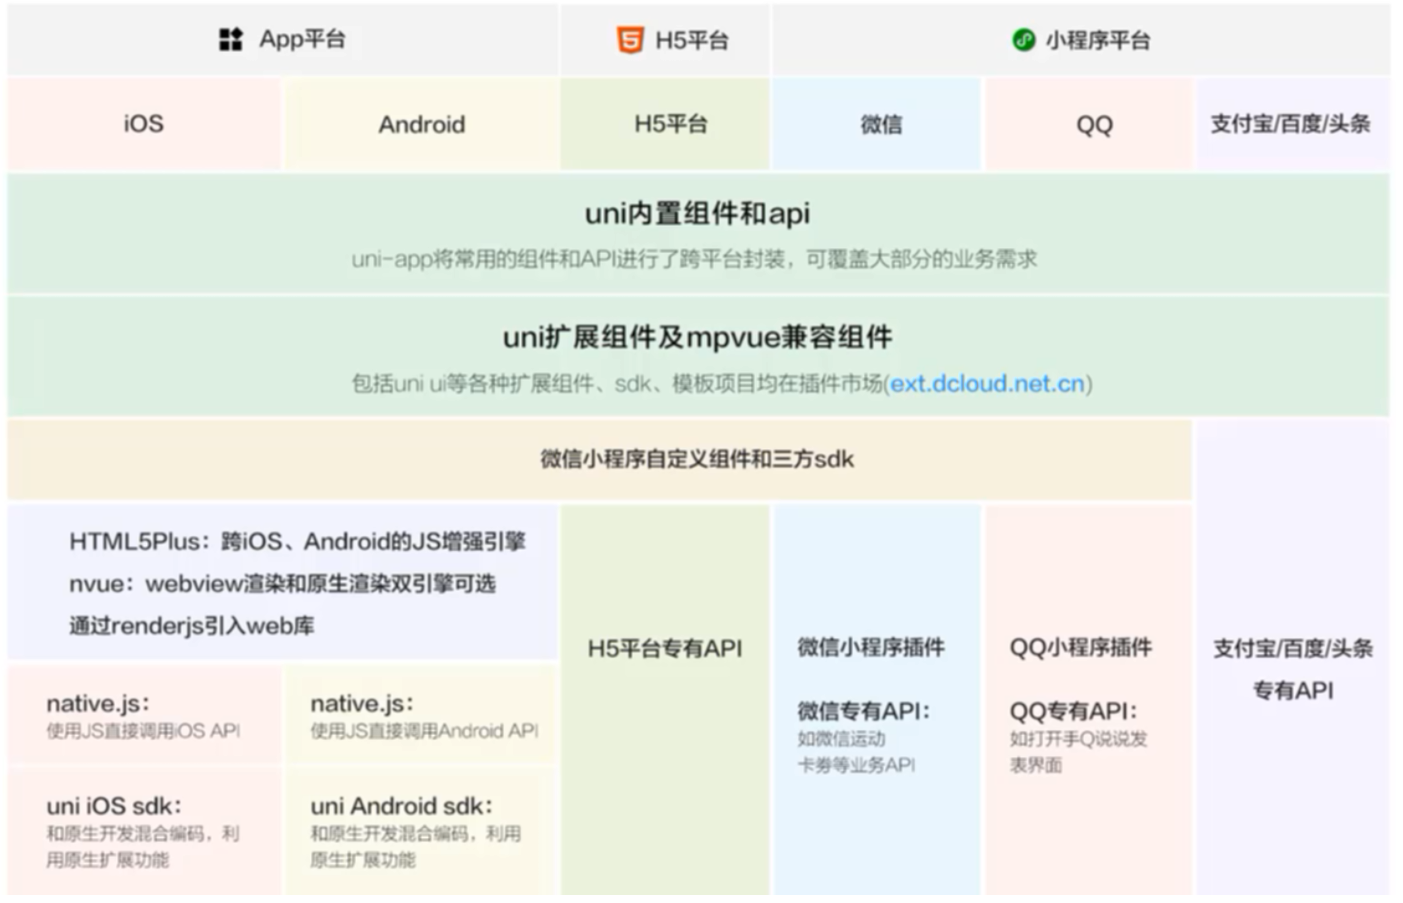 App平台
H5平台
小程序平台
iOS
Android
H5平台
微信
QQ
支付宝/百度/头条
uni内置组件和api
uni-app将常用的组件和API进行了跨平台封装，可覆盖大部分的业务需求
uni扩展组件及mpvue兼容组件
包括uni ui等各种扩展组件、sdk、模板项目均在插件市场(ext.dcloud.net.cn)
微信小程序自定义组件和三方sdk
HTML5Plus：跨iOS、Android的JS增强引擎
nvue：webview渲染和原生渲染双引擎可选
通过renderjs引入web库
native.js：
使用JS直接调用iOS API
native.js：
使用JS直接调用Android API
uni iOS sdk：
和原生开发混合编码，利
用原生扩展功能
uni Android sdk：
和原生开发混合编码，利用
原生扩展功能
H5平台专有API
微信小程序插件
微信专有API：
如微信运动
卡券等业务API
QQ小程序插件
QQ专有API：
如打开手Q说说发
表界面
支付宝/百度/头条
专有API